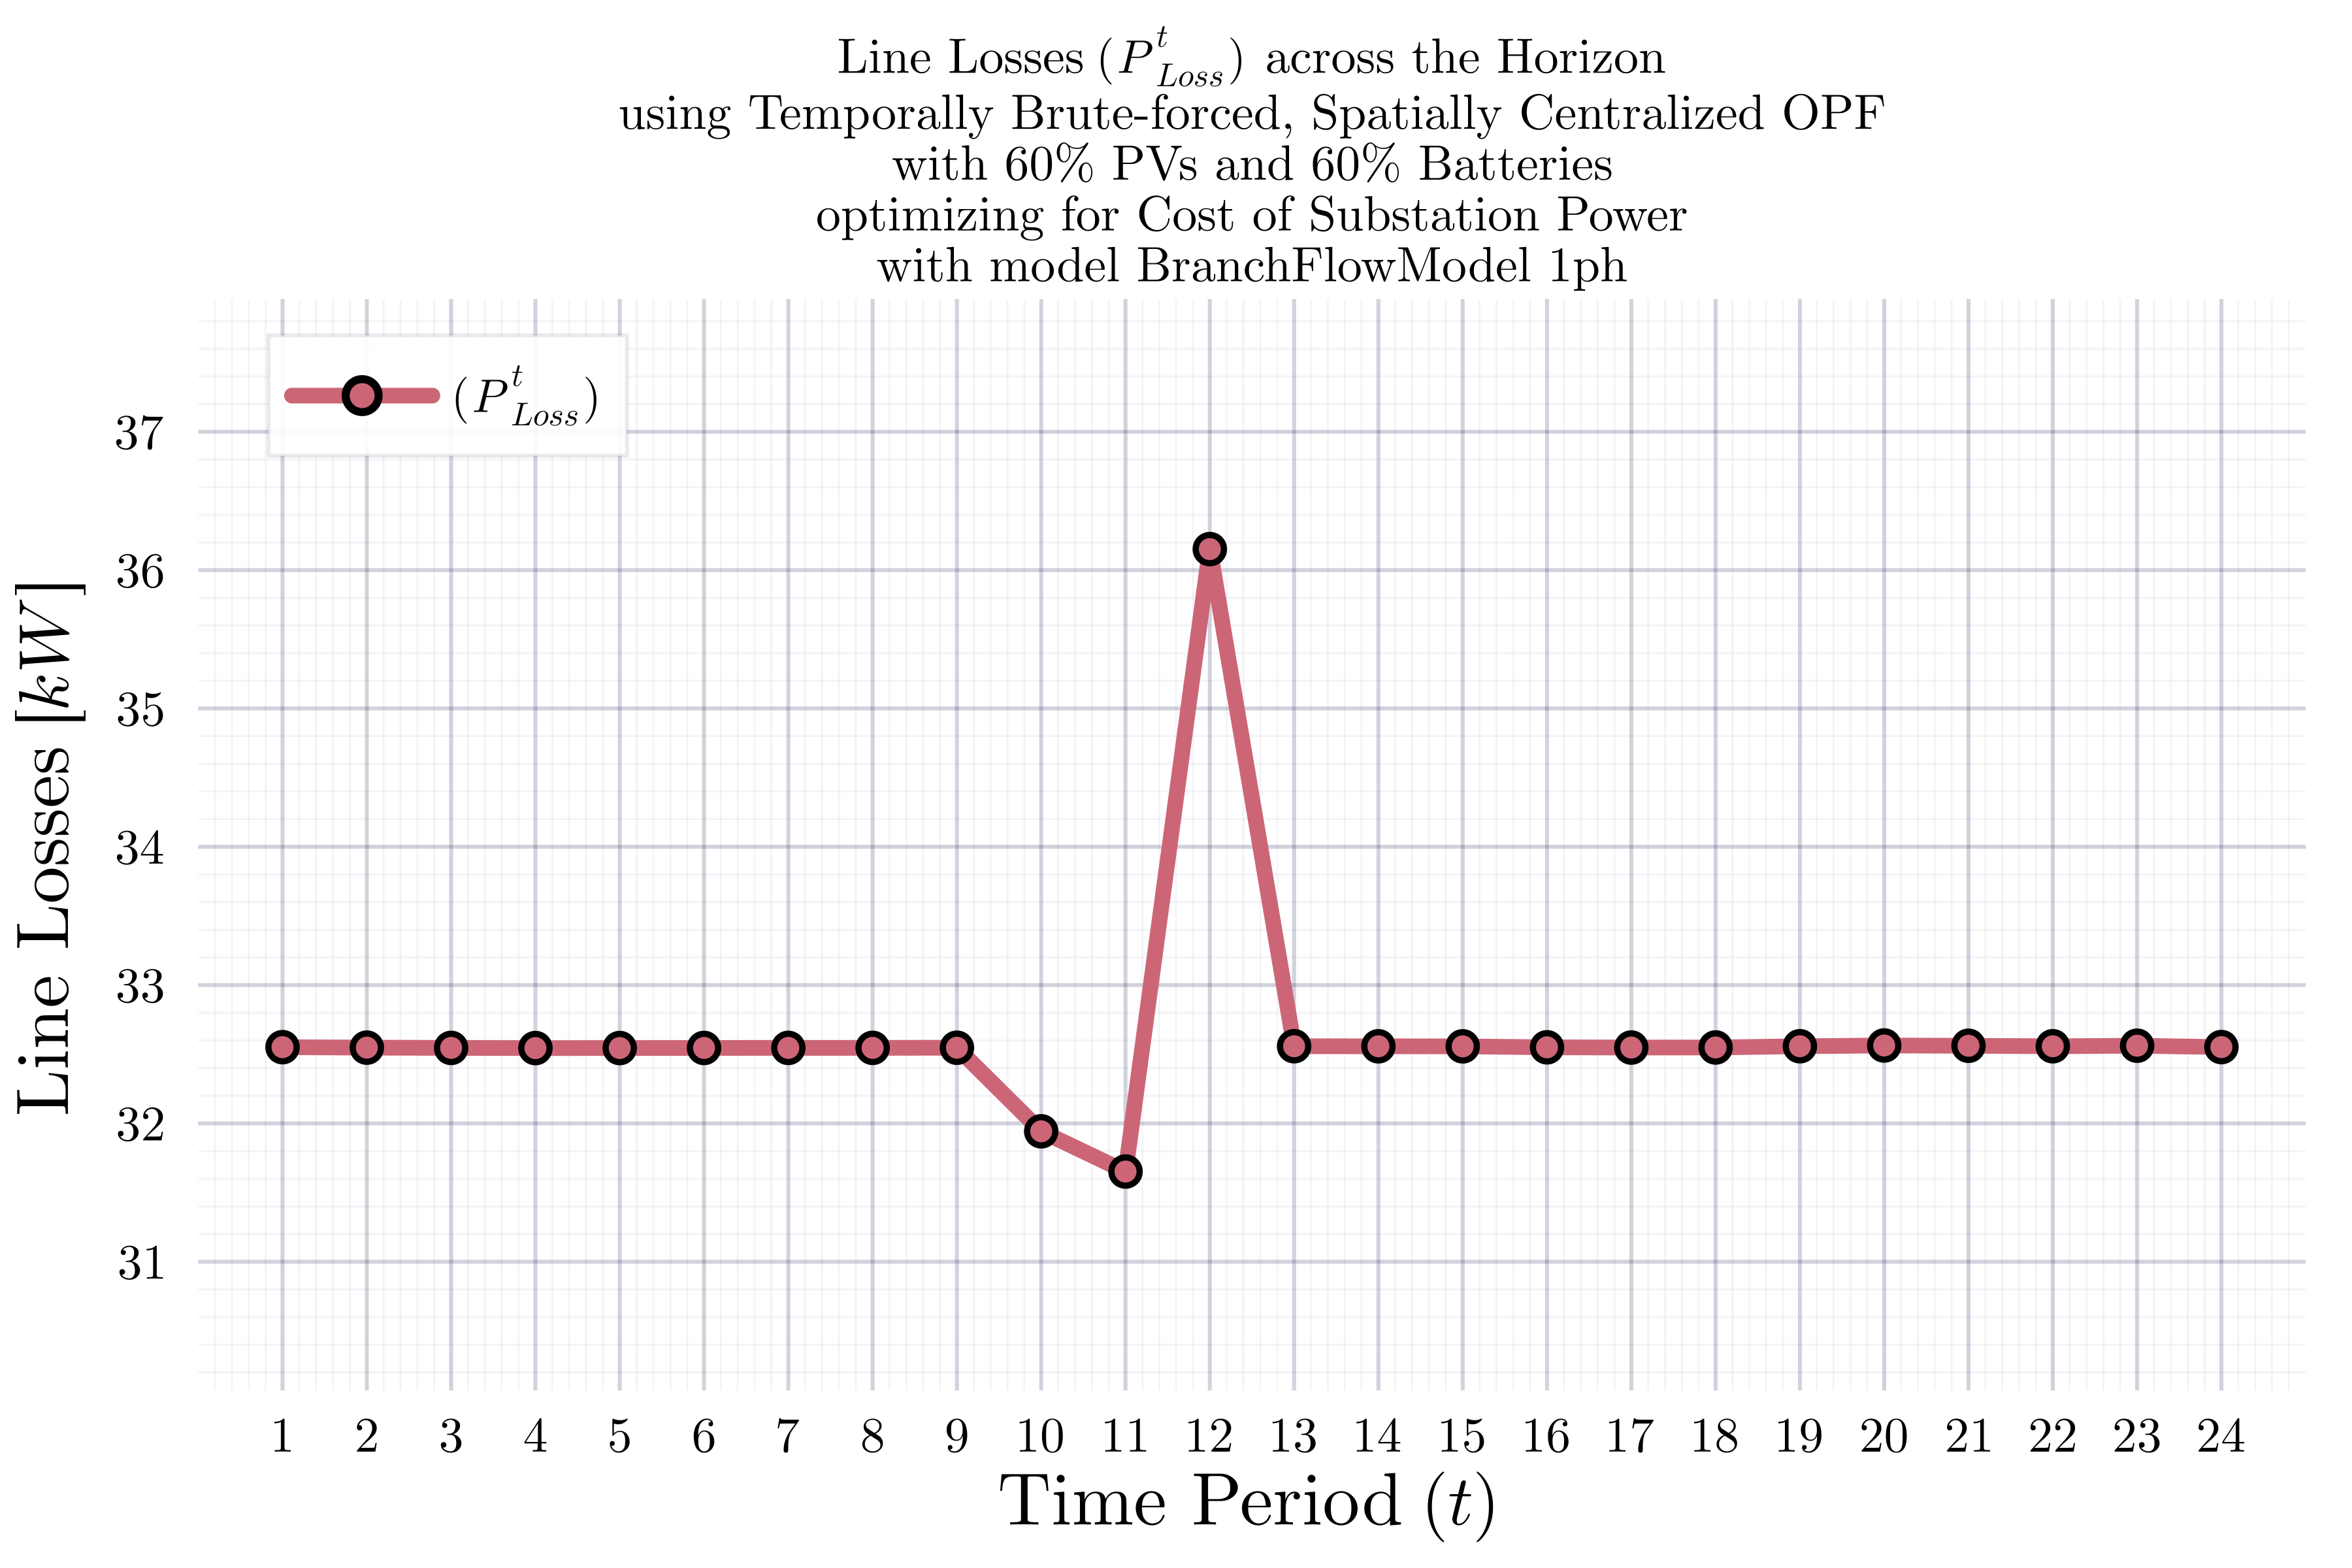 Line Losses (P^t_Loss) across the Horizon
using Temporally Brute-forced, Spatially Centralized OPF
with 60% PVs and 60% Batteries
optimizing for Cost of Substation Power
with model BranchFlowModel 1ph
(P^t_Loss)
Line Losses [kW]
37
36
35
34
33
32
31
1 2 3 4 5 6 7 8 9 10 11 12 13 14 15 16 17 18 19 20 21 22 23 24
Time Period (t)